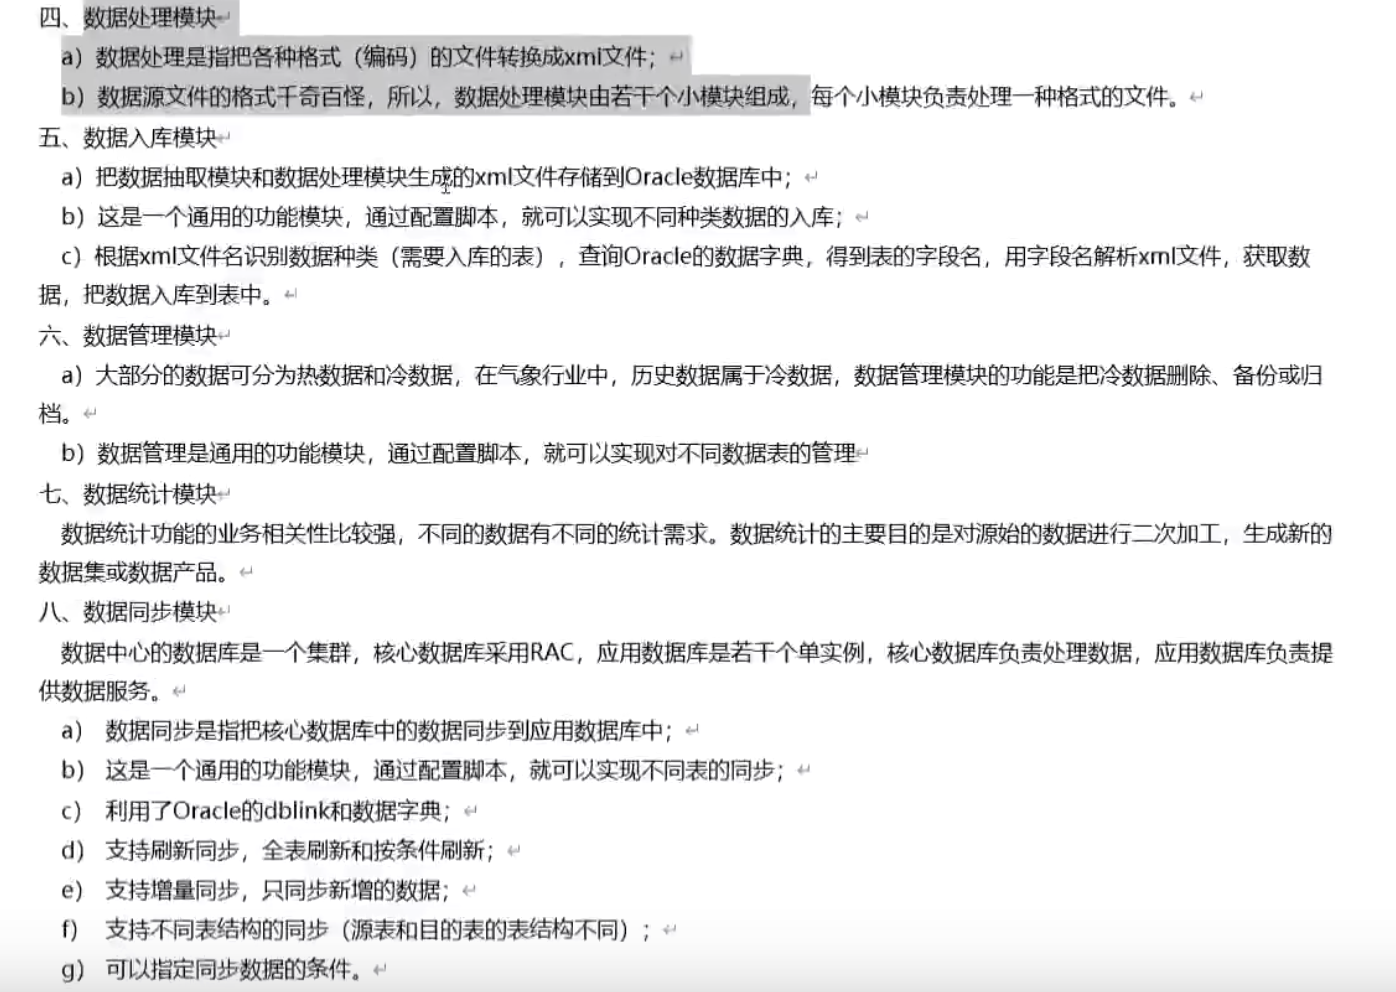 四、数据处理模块
a）数据处理是指把各种格式（编码）的文件转换成xml文件；
b）数据源文件的格式千奇百怪，所以，数据处理模块由若干个小模块组成，每个小模块负责处理一种格式的文件。
五、数据入库模块
a）把数据抽取模块和数据处理模块生成的xml文件存储到Oracle数据库中；
b）这是一个通用的功能模块，通过配置脚本，就可以实现不同种类数据的入库；
c）根据xml文件名识别数据种类（需要入库的表），查询Oracle的数据字典，得到表的字段名，用字段名解析xml文件，获取数
据，把数据入库到表中。
六、数据管理模块
a）大部分的数据可分为热数据和冷数据，在气象行业中，历史数据属于冷数据，数据管理模块的功能是把冷数据删除、备份或归
档。
b）数据管理是通用的功能模块，通过配置脚本，就可以实现对不同数据表的管理
七、数据统计模块
数据统计功能的业务相关性比较强，不同的数据有不同的统计需求。数据统计的主要目的是对源始的数据进行二次加工，生成新的
数据集或数据产品。
八、数据同步模块
数据中心的数据库是一个集群，核心数据库采用RAC，应用数据库是若干个单实例，核心数据库负责处理数据，应用数据库负责提
供数据服务。
a） 数据同步是指把核心数据库中的数据同步到应用数据库中；
b） 这是一个通用的功能模块，通过配置脚本，就可以实现不同表的同步；
c） 利用了Oracle的dblink和数据字典；
d） 支持刷新同步，全表刷新和按条件刷新；
e） 支持增量同步，只同步新增的数据；
f） 支持不同表结构的同步（源表和目的表的表结构不同）；
g） 可以指定同步数据的条件。